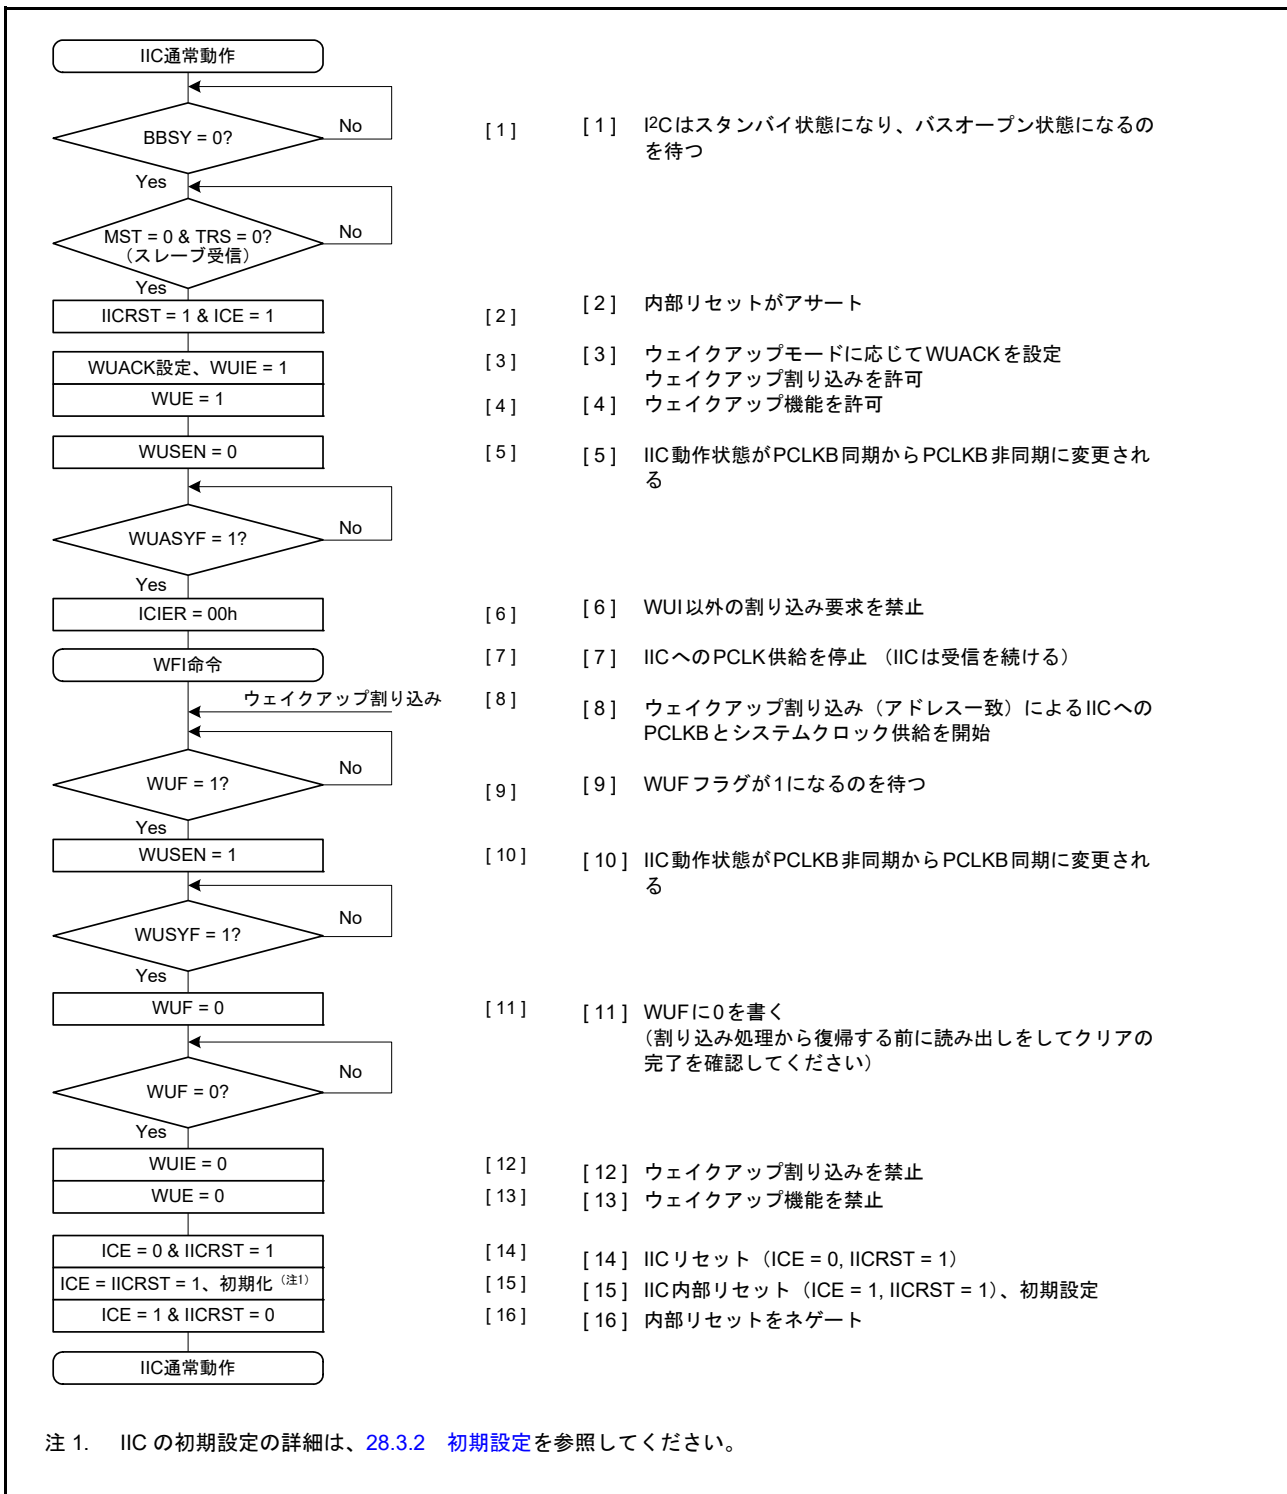 IIC通常動作
BBSY = 0?
No
Yes
[ 1 ]
[ 1 ] I2Cはスタンバイ状態になり、バスオープン状態になるの
を待つ
MST = 0 & TRS = 0?
（スレーブ受信）
No
Yes
IICRST = 1 & ICE = 1
[ 2 ]
[ 2 ] 内部リセットがアサート
WUACK設定、WUIE = 1
[ 3 ]
[ 3 ] ウェイクアップモードに応じてWUACKを設定
ウェイクアップ割り込みを許可
WUE = 1
[ 4 ]
[ 4 ] ウェイクアップ機能を許可
WUSEN = 0
[ 5 ]
[ 5 ] IIC動作状態がPCLKB同期からPCLKB非同期に変更され
る
WUASYF = 1?
No
Yes
ICIER = 00h
[ 6 ]
[ 6 ] WUI以外の割り込み要求を禁止
WFI命令
[ 7 ]
[ 7 ] IICへのPCLK供給を停止 （IICは受信を続ける）
ウェイクアップ割り込み
[ 8 ]
[ 8 ] ウェイクアップ割り込み（アドレス一致）によるIICへの
PCLKBとシステムクロック供給を開始
WUF = 1?
No
Yes
[ 9 ]
[ 9 ] WUFフラグが1になるのを待つ
WUSEN = 1
[ 10 ]
[ 10 ] IIC動作状態がPCLKB非同期からPCLKB同期に変更され
る
WUSYF = 1?
No
Yes
WUF = 0
[ 11 ]
[ 11 ] WUFに0を書く
（割り込み処理から復帰する前に読み出しをしてクリアの
完了を確認してください）
WUF = 0?
No
Yes
WUIE = 0
[ 12 ]
[ 12 ] ウェイクアップ割り込みを禁止
WUE = 0
[ 13 ]
[ 13 ] ウェイクアップ機能を禁止
ICE = 0 & IICRST = 1
[ 14 ]
[ 14 ] IICリセット（ICE = 0, IICRST = 1）
ICE = IICRST = 1、初期化（注1）
[ 15 ]
[ 15 ] IIC内部リセット（ICE = 1, IICRST = 1）、初期設定
ICE = 1 & IICRST = 0
[ 16 ]
[ 16 ] 内部リセットをネゲート
IIC通常動作
注 1. IIC の初期設定の詳細は、28.3.2 初期設定を参照してください。